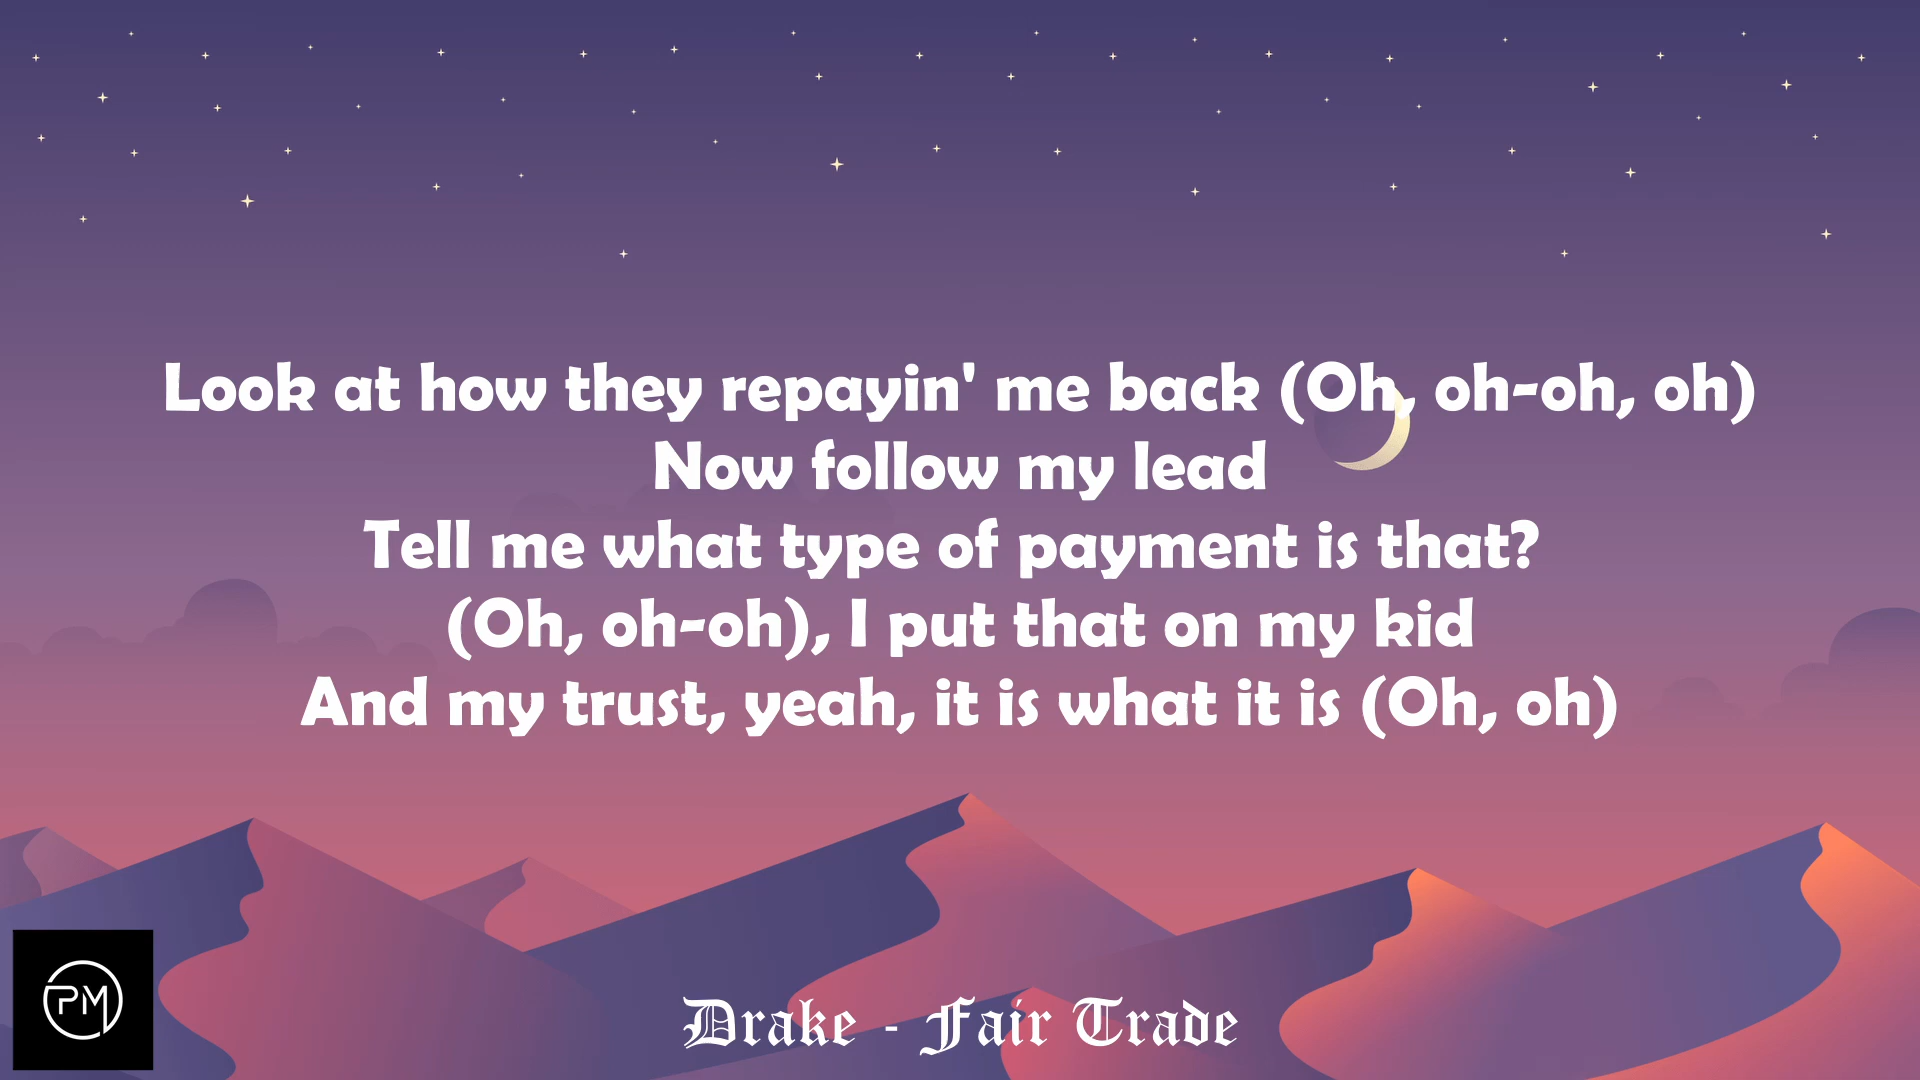 Look at how they repayin' me back (Oh, oh-oh, oh)
Now follow my lead
Tell me what type of payment is that?
(Oh, oh-oh), I put that on my kid
And my trust, yeah, it is what it is (Oh, oh)
PM
Drake - Fair Trade